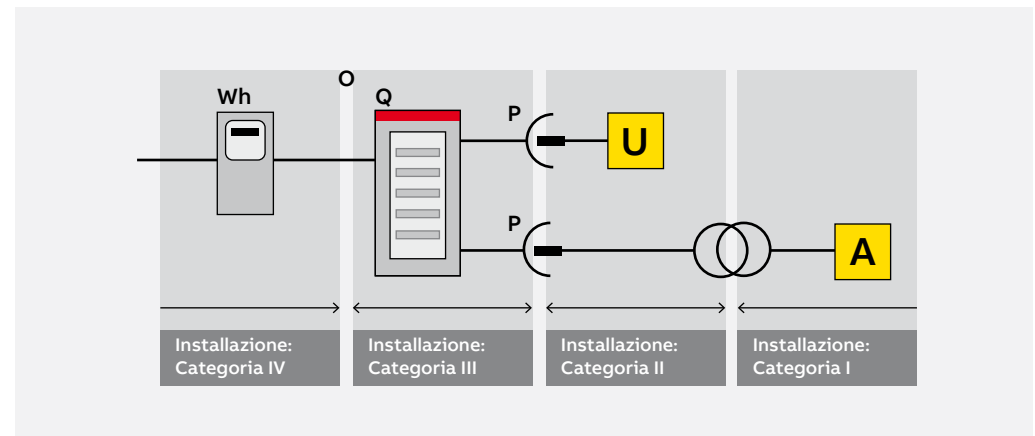 O
Wh
Q
P
U
P
A
Installazione:
Categoria IV
Installazione:
Categoria III
Installazione:
Categoria II
Installazione:
Categoria I